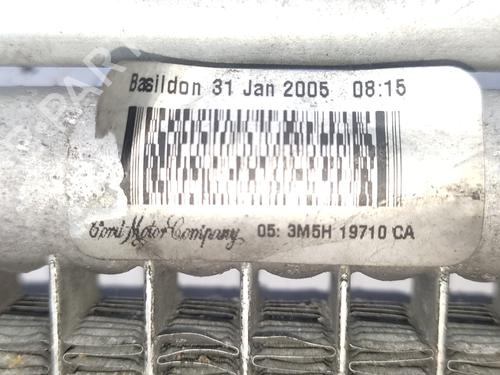 Basildon 31 Jan 2005 08:15
Ford Motor Company 05: 3M5H 19710 CA